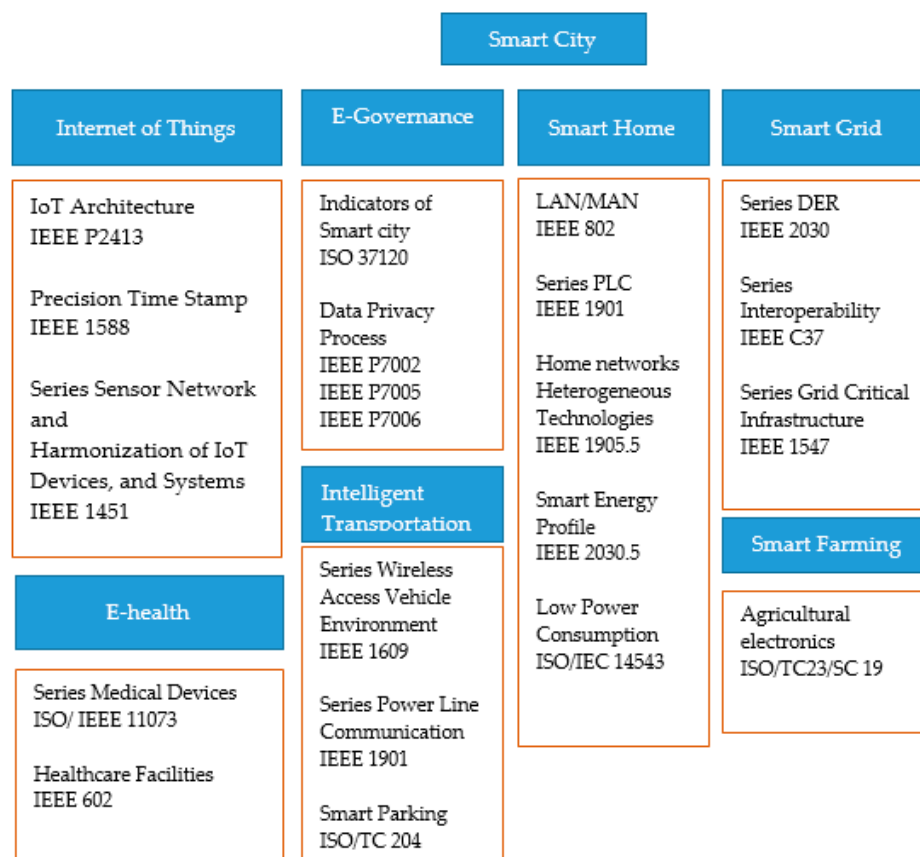 Smart City
Internet of Things
IoT Architecture
IEEE P2413
Precision Time Stamp
IEEE 1588
Series Sensor Network
and
Harmonization of IoT
Devices, and Systems
IEEE 1451
E-health
Series Medical Devices
ISO/ IEEE 11073
Healthcare Facilities
IEEE 602
E-Governance
Indicators of
Smart city
ISO 37120
Data Privacy
Process
IEEE P7002
IEEE P7005
IEEE P7006
Intelligent
Transportation
Series Wireless
Access Vehicle
Environment
IEEE 1609
Series Power Line
Communication
IEEE 1901
Smart Parking
ISO/TC 204
Smart Home
LAN/MAN
IEEE 802
Series PLC
IEEE 1901
Home networks
Heterogeneous
Technologies
IEEE 1905.5
Smart Energy
Profile
IEEE 2030.5
Low Power
Consumption
ISO/IEC 14543
Smart Grid
Series DER
IEEE 2030
Series
Interoperability
IEEE C37
Series Grid Critical
Infrastructure
IEEE 1547
Smart Farming
Agricultural
electronics
ISO/TC23/SC 19